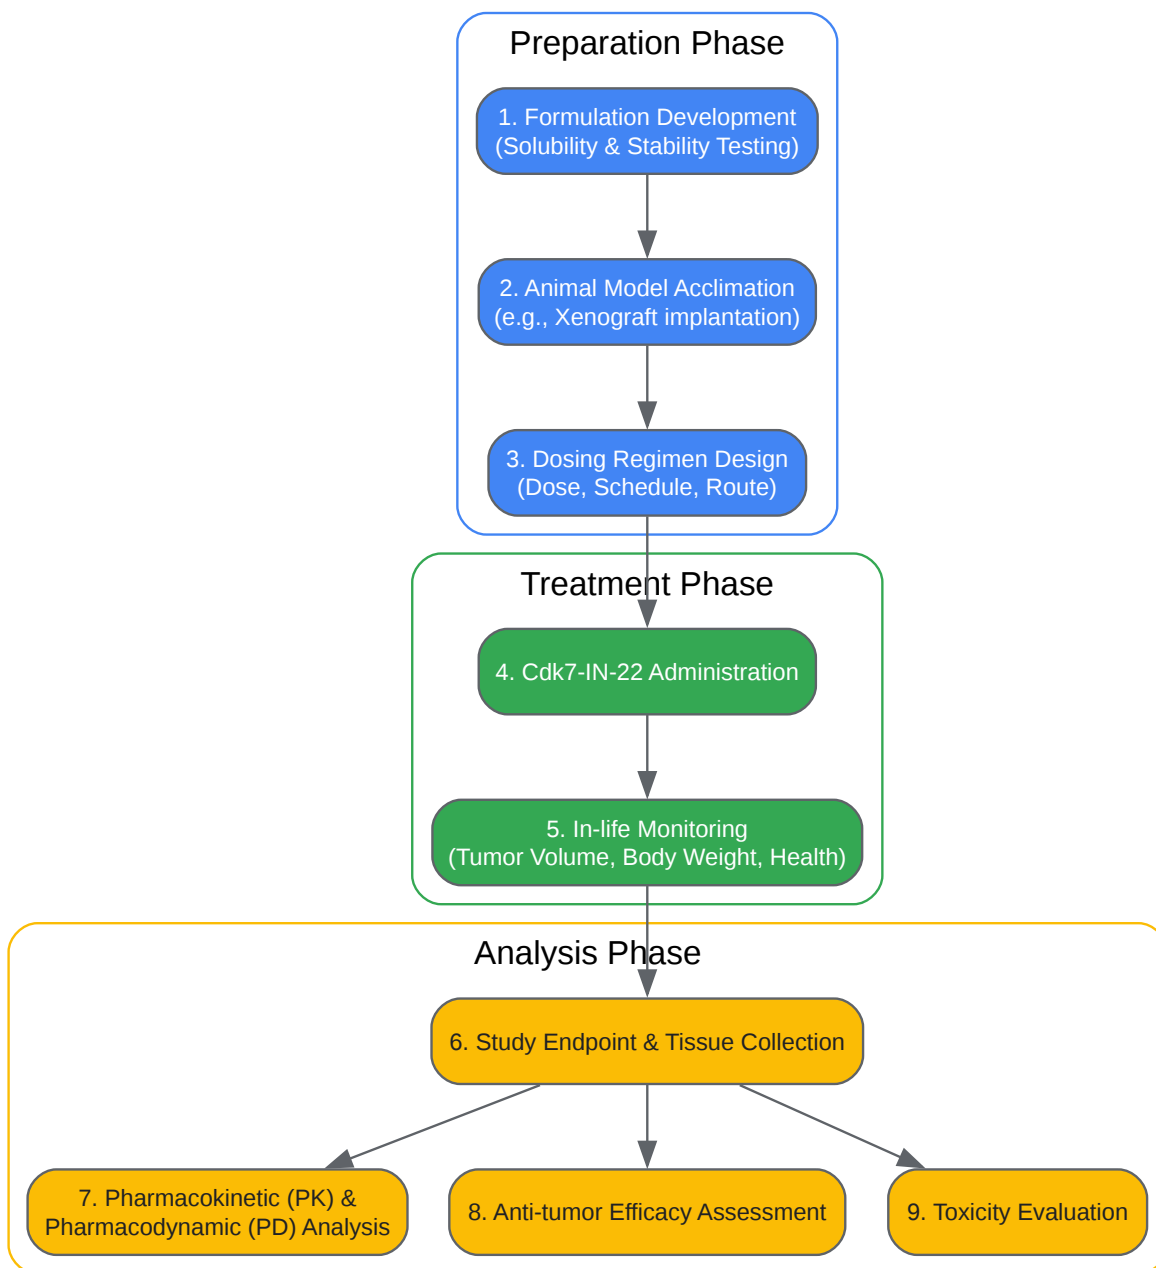 Preparation Phase
1. Formulation Development
(Solubility & Stability Testing)
2. Animal Model Acclimation
(e.g., Xenograft implantation)
3. Dosing Regimen Design
(Dose, Schedule, Route)
Treatment Phase
4. Cdk7-IN-22 Administration
5. In-life Monitoring
(Tumor Volume, Body Weight, Health)
Analysis Phase
6. Study Endpoint & Tissue Collection
7. Pharmacokinetic (PK) &
Pharmacodynamic (PD) Analysis
8. Anti-tumor Efficacy Assessment
9. Toxicity Evaluation